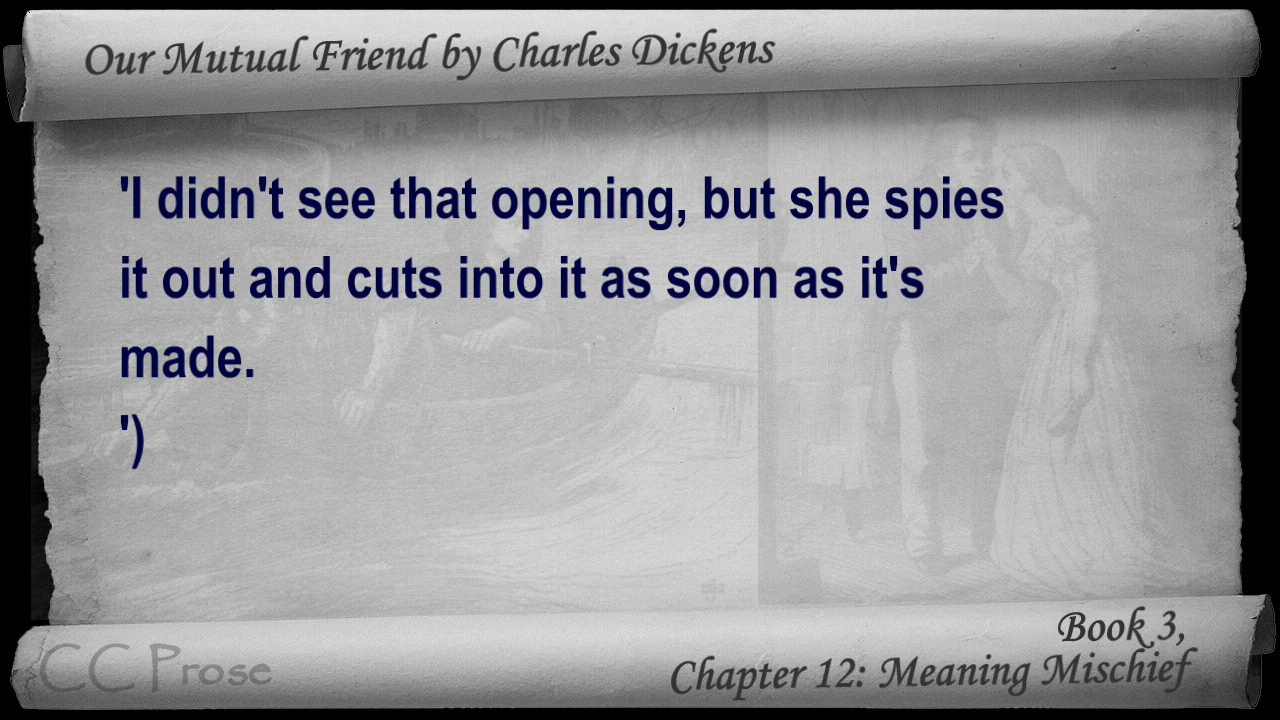 Our Mutual Friend by Charles Dickens
'I didn't see that opening, but she spies
it out and cuts into it as soon as it's
made.
')
Book 3,
Chapter 12: Meaning Mischief
CC Prose